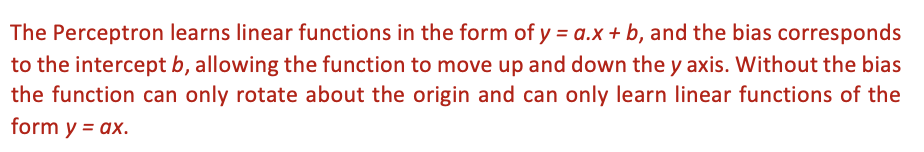 The Perceptron learns linear functions in the form of y = a.x + b, and the bias corresponds
to the intercept b, allowing the function to move up and down the y axis. Without the bias
the function can only rotate about the origin and can only learn linear functions of the
form y = ax.